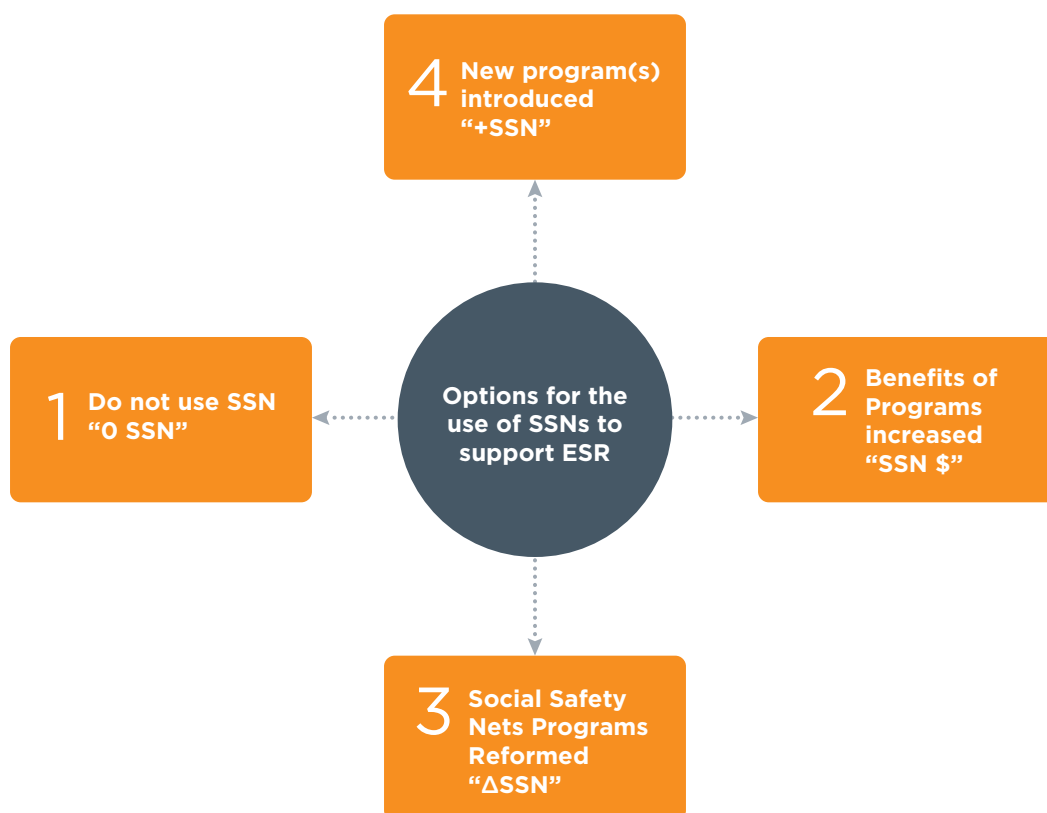 4 New program(s)
introduced
“+SSN”
1 Do not use SSN
“0 SSN”
Options for the
use of SSNs to
support ESR
2 Benefits of
Programs
increased
“SSN $”
3 Social Safety
Nets Programs
Reformed
“ΔSSN”